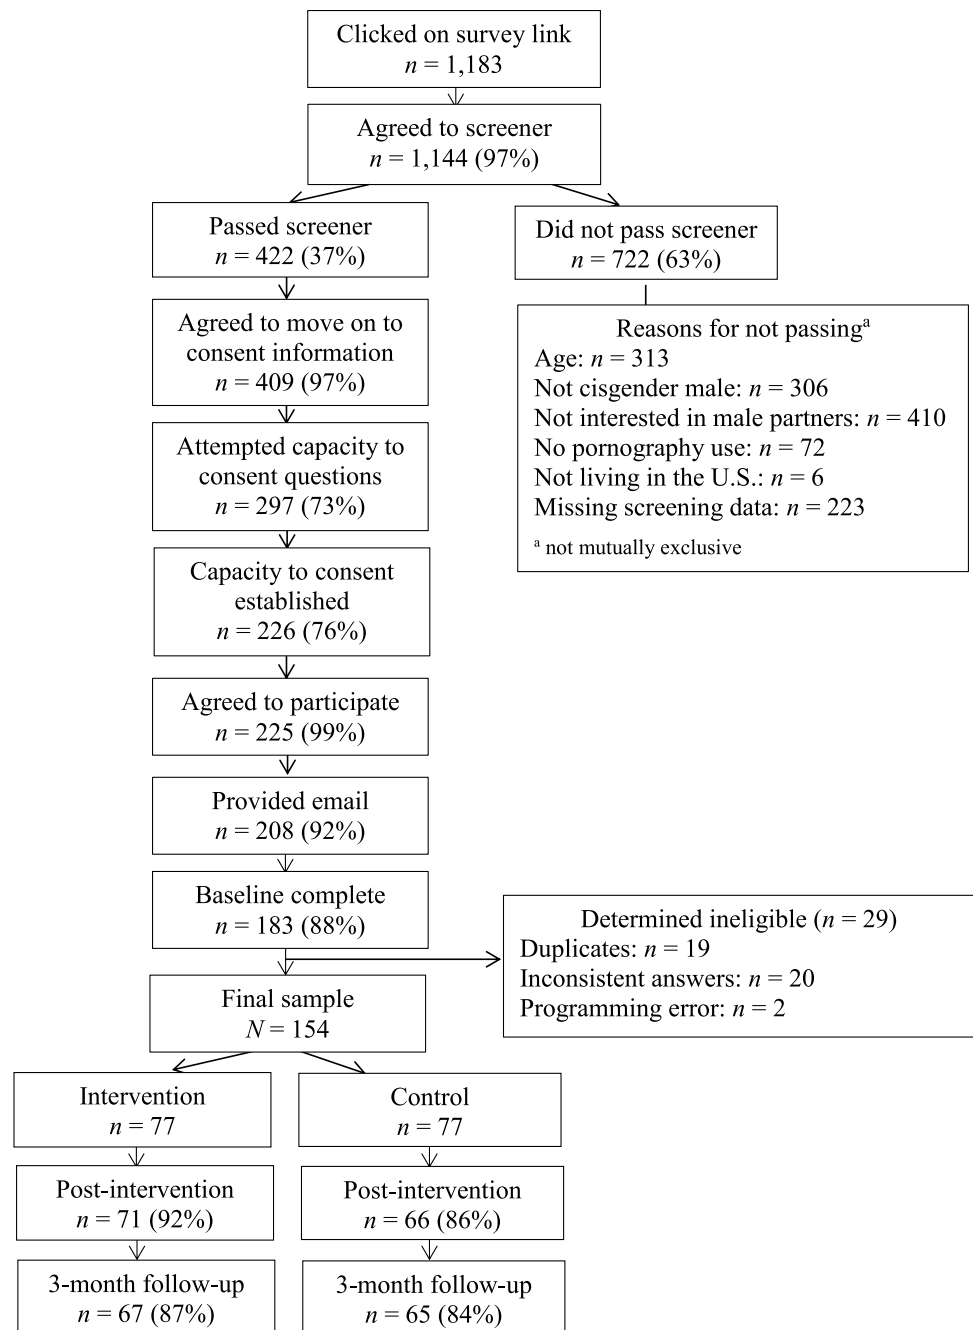 Clicked on survey link
n = 1,183
Agreed to screener
n = 1,144 (97%)
Passed screener
n = 422 (37%)
Did not pass screener
n = 722 (63%)
Reasons for not passingᵃ
Age: n = 313
Not cisgender male: n = 306
Not interested in male partners: n = 410
No pornography use: n = 72
Not living in the U.S.: n = 6
Missing screening data: n = 223
ᵃ not mutually exclusive
Agreed to move on to
consent information
n = 409 (97%)
Attempted capacity to
consent questions
n = 297 (73%)
Capacity to consent
established
n = 226 (76%)
Agreed to participate
n = 225 (99%)
Provided email
n = 208 (92%)
Baseline complete
n = 183 (88%)
Determined ineligible (n = 29)
Duplicates: n = 19
Inconsistent answers: n = 20
Programming error: n = 2
Final sample
N = 154
Intervention
n = 77
Control
n = 77
Post-intervention
n = 71 (92%)
Post-intervention
n = 66 (86%)
3-month follow-up
n = 67 (87%)
3-month follow-up
n = 65 (84%)